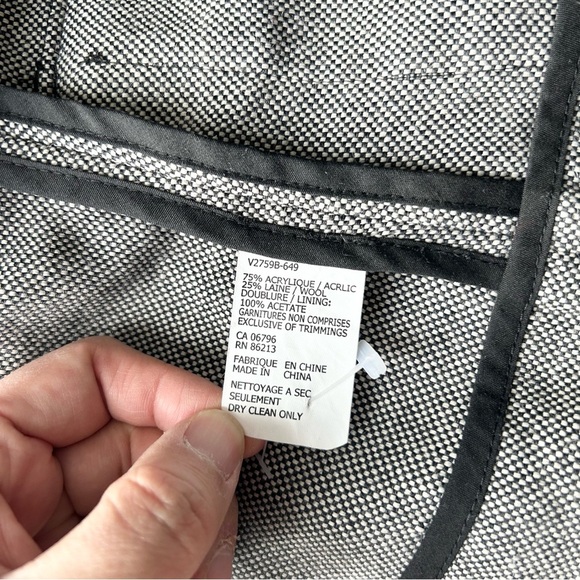 V2759B-649
75% ACRYLIQUE / ACRLIC
25% LAINE / WOOL
DOUBLURE / LINING:
100% ACETATE
GARNITURES NON COMPRISES
EXCLUSIVE OF TRIMMINGS
CA 06796
RN 86213
FABRIQUE EN CHINE
MADE IN CHINA
NETTOYAGE A SEC
SEULEMENT
DRY CLEAN ONLY